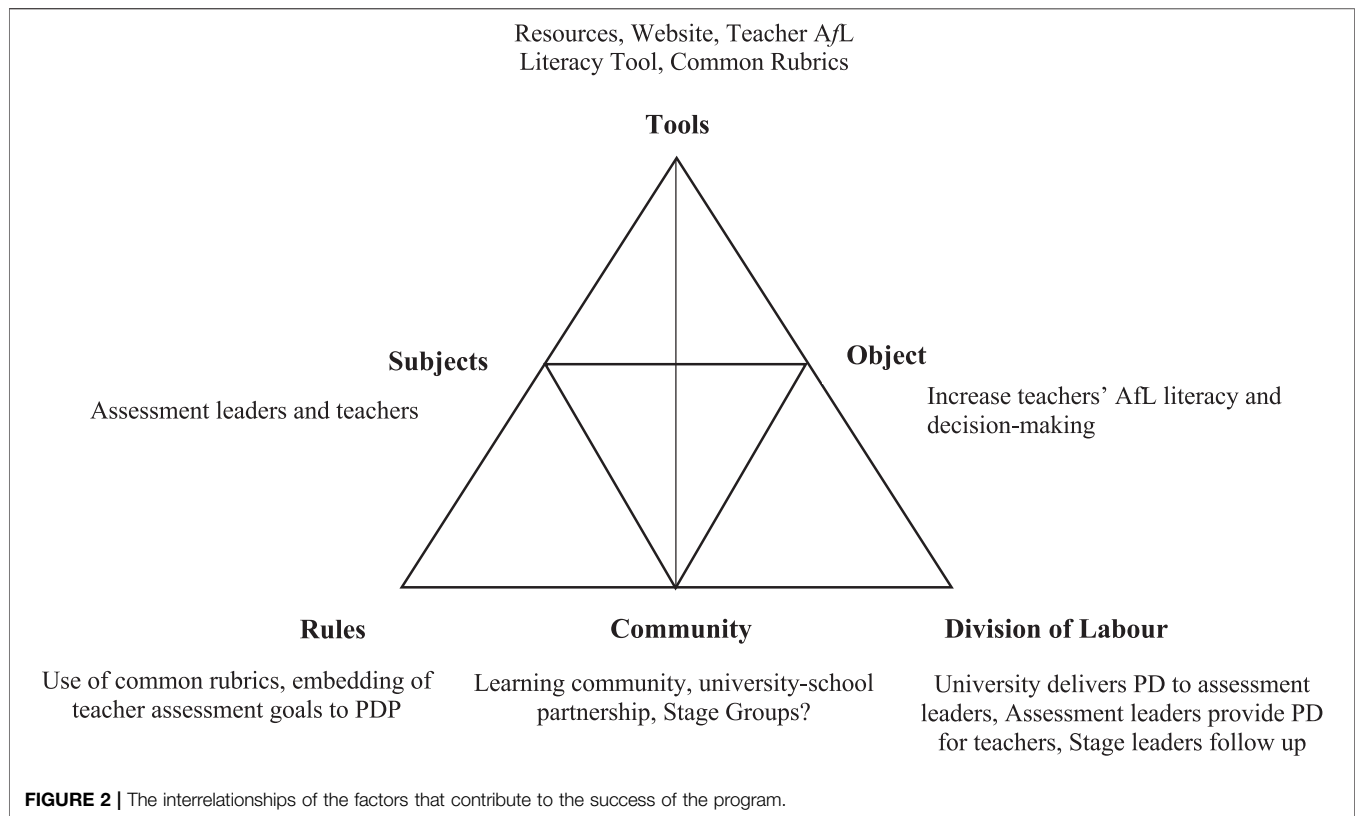 Resources, Website, Teacher AfL
Literacy Tool, Common Rubrics
Tools
Subjects
Assessment leaders and teachers
Object
Increase teachers’ AfL literacy and
decision-making
Rules
Use of common rubrics, embedding of
teacher assessment goals to PDP
Community
Learning community, university-school
partnership, Stage Groups?
Division of Labour
University delivers PD to assessment
leaders, Assessment leaders provide PD
for teachers, Stage leaders follow up
FIGURE 2 | The interrelationships of the factors that contribute to the success of the program.